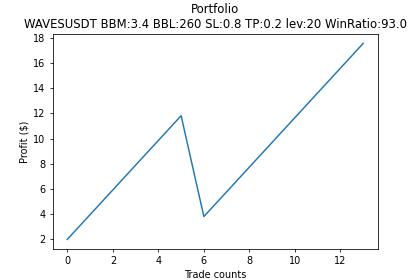 Portfolio
WAVESUSDT BBM:3.4 BBL:260 SL:0.8 TP:0.2 lev:20 WinRatio:93.0
18
16
14
12
10
8
6
4
2
Profit ($)
0 2 4 6 8 10 12
Trade counts